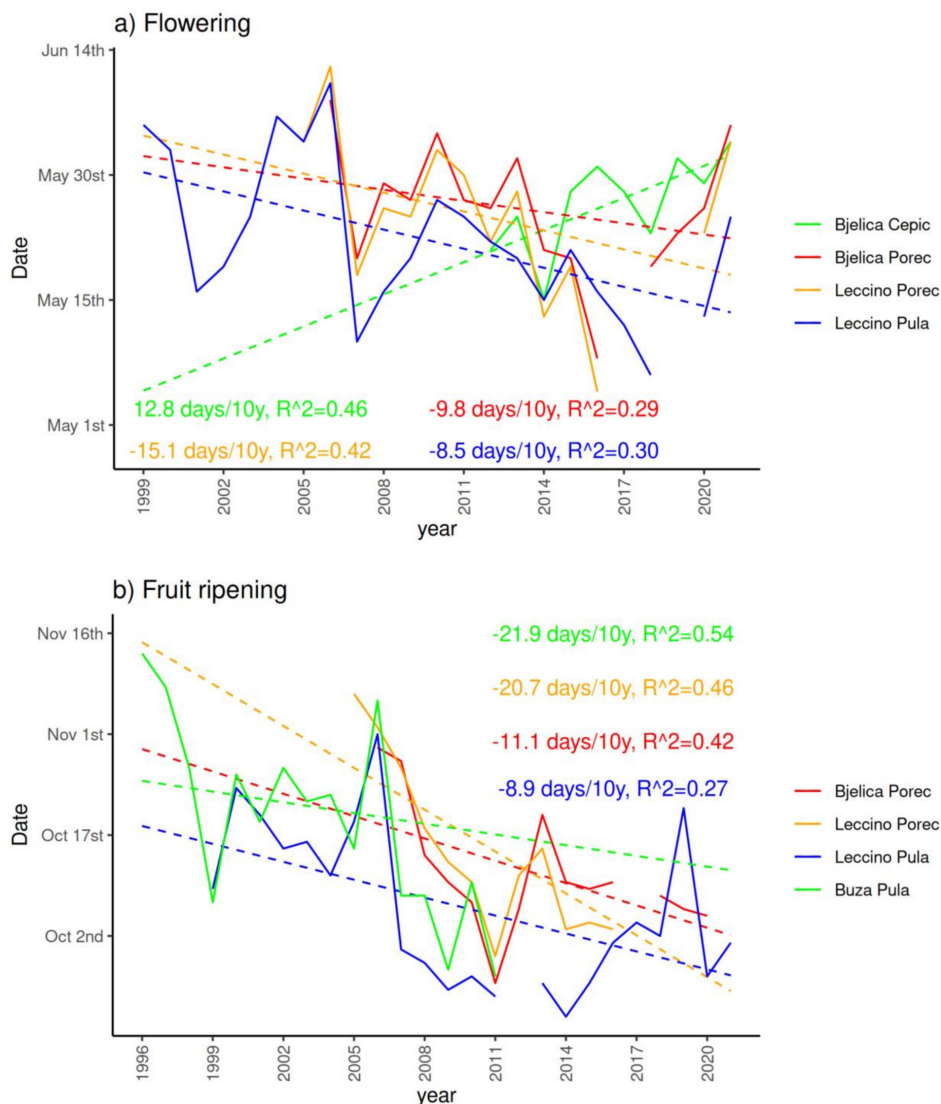 a) Flowering
Jun 14th
May 30st
May 15th
May 1st
Date
12.8 days/10y, R^2=0.46
-9.8 days/10y, R^2=0.29
-15.1 days/10y, R^2=0.42
-8.5 days/10y, R^2=0.30
1999
2002
2005
2008
2011
2014
2017
2020
year
Bjelica Cepic
Bjelica Porec
Leccino Porec
Leccino Pula
b) Fruit ripening
Nov 16th
Nov 1st
Oct 17st
Oct 2nd
Date
-21.9 days/10y, R^2=0.54
-20.7 days/10y, R^2=0.46
-11.1 days/10y, R^2=0.42
-8.9 days/10y, R^2=0.27
1996
1999
2002
2005
2008
2011
2014
2017
2020
year
Bjelica Porec
Leccino Porec
Leccino Pula
Buza Pula